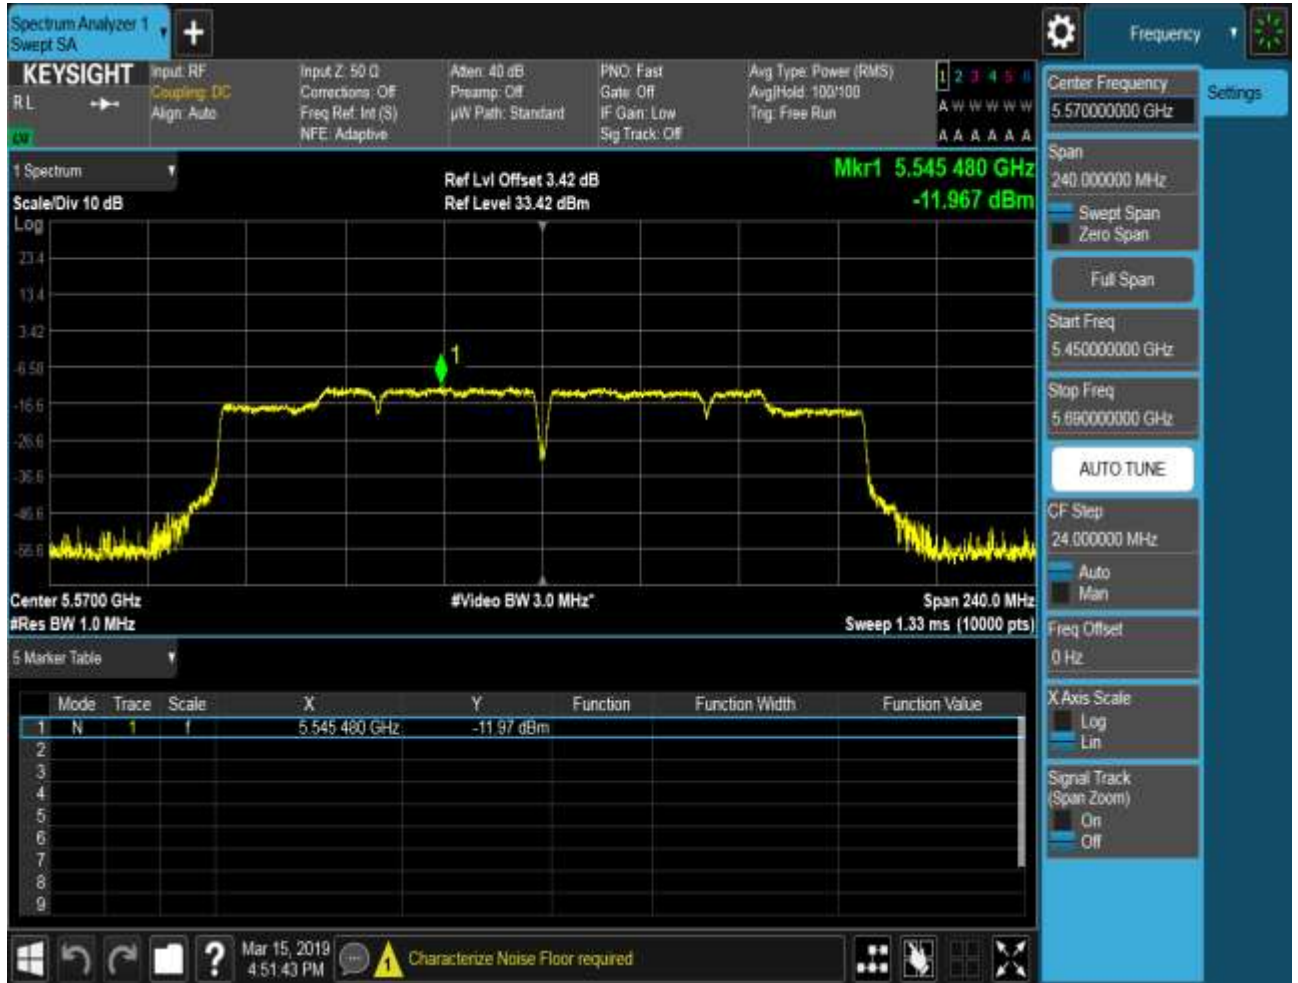 Spectrum Analyzer 1
Swept SA
+
Frequency
KEYSIGHT
R L
Input: RF
Coupling: DC
Align: Auto
Input Z: 50 Ω
Corrections: Off
Freq Ref: Int (S)
NFE: Adaptive
Atten: 40 dB
Preamp: Off
µW Path: Standard
PNO: Fast
Gate: Off
IF Gain: Low
Sig Track: Off
Avg Type: Power (RMS)
Avg|Hold: 100/100
Trig: Free Run
1 2 3 4 5 6
A W W W W W
A A A A A A
1 Spectrum
Scale/Div 10 dB
Ref Lvl Offset 3.42 dB
Ref Level 33.42 dBm
Mkr1 5.545 480 GHz
-11.967 dBm
Log
23.4
13.4
3.42
-6.58
-16.6
-26.6
-36.6
-46.6
-56.6
1
Center 5.5700 GHz
#Res BW 1.0 MHz
#Video BW 3.0 MHz*
Span 240.0 MHz
Sweep 1.33 ms (10000 pts)
5 Marker Table
Mode Trace Scale X Y Function Function Width Function Value
1 N 1 f 5.545 480 GHz -11.97 dBm
2
3
4
5
6
7
8
9
Mar 15, 2019
4:51:43 PM
?
1
Characterize Noise Floor required
Settings
Center Frequency
5.570000000 GHz
Span
240.000000 MHz
Swept Span
Zero Span
Full Span
Start Freq
5.450000000 GHz
Stop Freq
5.690000000 GHz
AUTO TUNE
CF Step
24.000000 MHz
Auto
Man
Freq Offset
0 Hz
X Axis Scale
Log
Lin
Signal Track
(Span Zoom)
On
Off